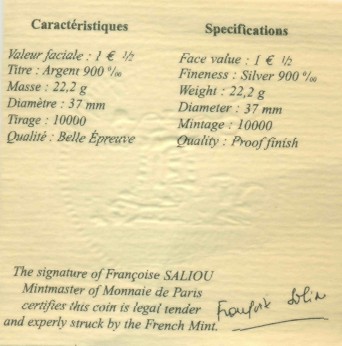 Caractéristiques
Valeur faciale : 1 € ½
Titre : Argent 900 ‰
Masse : 22,2 g
Diamètre : 37 mm
Tirage : 10000
Qualité : Belle Épreuve
Specifications
Face value : 1 € ½
Fineness : Silver 900 ‰
Weight : 22,2 g
Diameter : 37 mm
Mintage : 10000
Quality : Proof finish
The signature of Françoise SALIOU
Mintmaster of Monnaie de Paris
certifies this coin is legal tender
and experly struck by the French Mint.